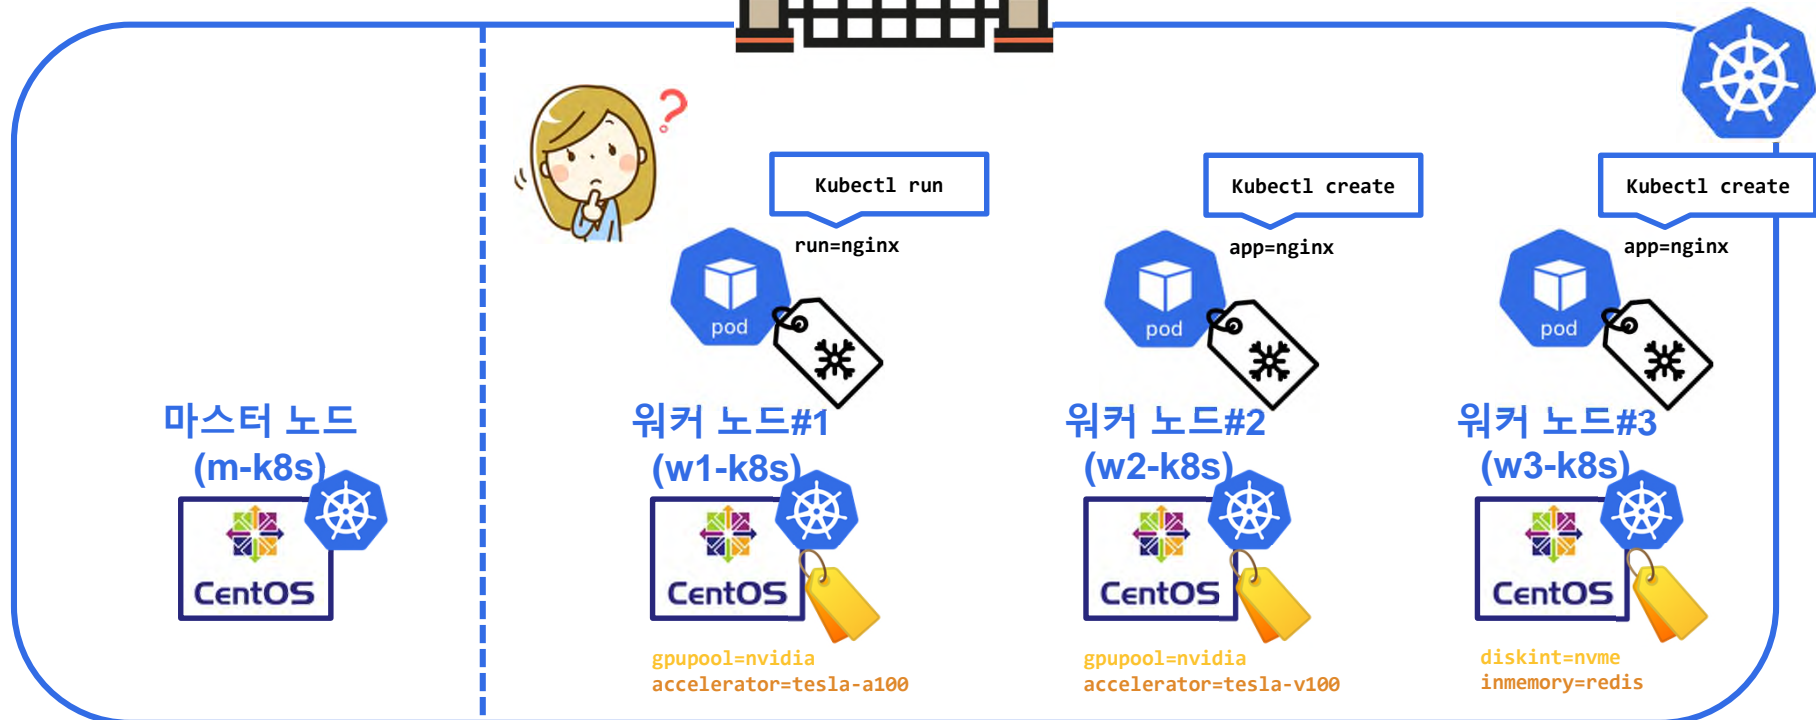 Kubectl run
Kubectl create
Kubectl create
run=nginx
app=nginx
app=nginx
pod
pod
pod
마스터 노드
(m-k8s)
워커 노드#1
(w1-k8s)
워커 노드#2
(w2-k8s)
워커 노드#3
(w3-k8s)
CentOS
CentOS
CentOS
CentOS
gpupool=nvidia
accelerator=tesla-a100
gpupool=nvidia
accelerator=tesla-v100
diskint=nvme
inmemory=redis